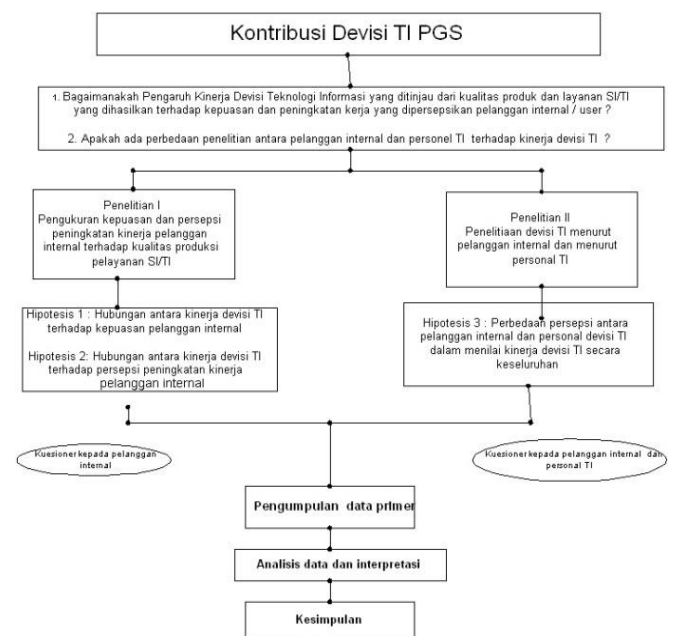 Kontribusi Devisi TI PGS
1. Bagaimanakah Pengaruh Kinerja Devisi Teknologi Informasi yang ditinjau dari kualitas produk dan layanan SI/TI
yang dihasilkan terhadap kepuasan dan peningkatan kerja yang dipersepsikan pelanggan internal / user ?
2. Apakah ada perbedaan penelitian antara pelanggan internal dan personel TI terhadap kinerja devisi TI ?
Penelitian I
Pengukuran kepuasan dan persepsi
peningkatan kinerja pelanggan
internal terhadap kualitas produksi
pelayanan SI/TI
Penelitian II
Penelitiaan devisi TI menurut
pelanggan internal dan menurut
personal TI
Hipotesis 1 : Hubungan antara kinerja devisi TI
terhadap kepuasan pelanggan internal
Hipotesis 2: Hubungan antara kinerja devisi TI
terhadap persepsi peningkatan kinerja
pelanggan internal
Hipotesis 3 : Perbedaan persepsi antara
pelanggan internal dan personal devisi TI
dalam menilai kinerja devisi TI secara
keseluruhan
Kuesioner kepada pelanggan
internal
Kuesioner kepada pelanggan internal dan
personal TI
Pengumpulan data primer
Analisis data dan interpretasi
Kesimpulan